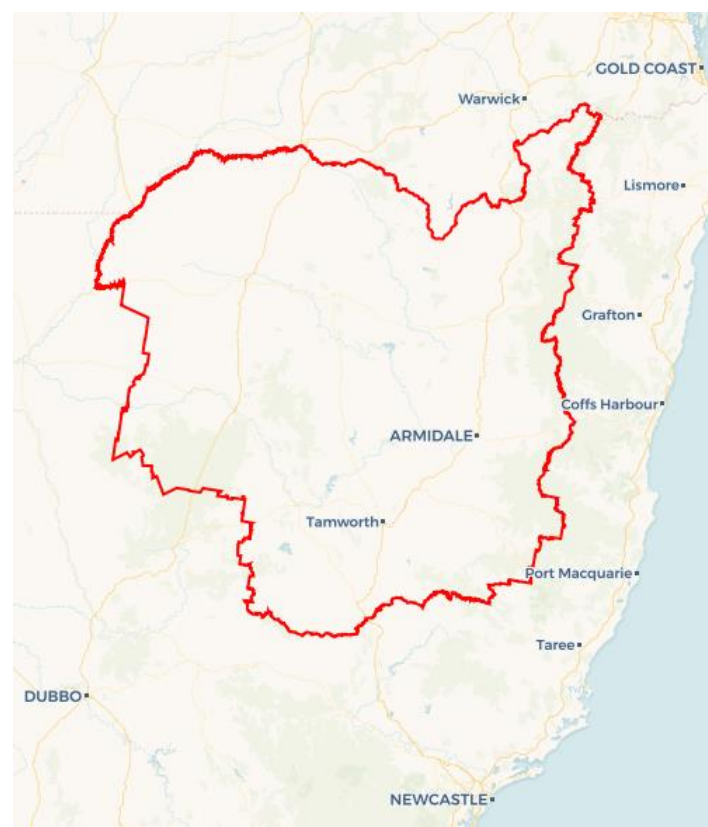 GOLD COAST
Warwick
Lismore
Grafton
Coffs Harbour
ARMIDALE
Tamworth
Port Macquarie
Taree
DUBBO
NEWCASTLE